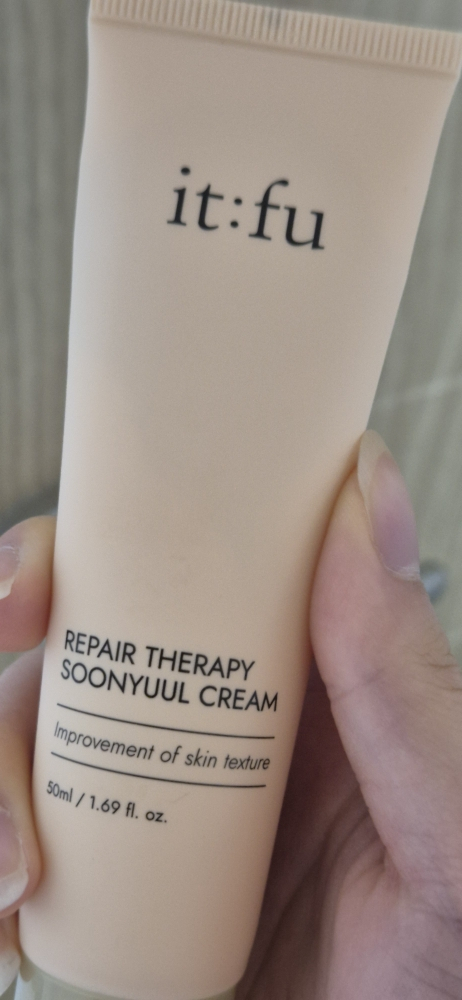 it:fu
REPAIR THERAPY
SOONYUUL CREAM
Improvement of skin texture
50ml / 1.69 fl. oz.